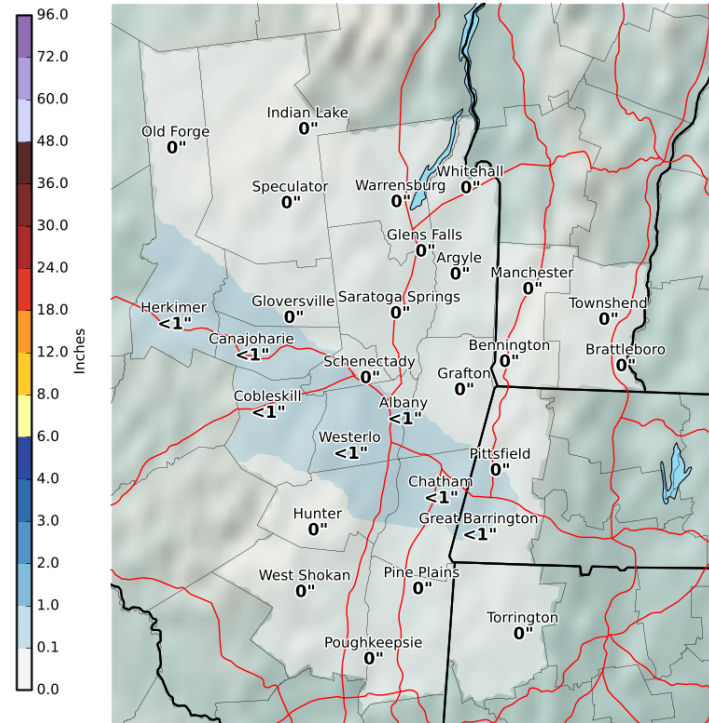 96.0
72.0
60.0
48.0
36.0
30.0
24.0
18.0
12.0
8.0
6.0
4.0
3.0
2.0
1.0
0.1
0.0
Inches
Indian Lake
0"
Old Forge
0"
Whitehall
0"
Speculator
0"
Warrensburg
0"
Glens Falls
0"
Argyle
0"
Manchester
0"
Herkimer
<1"
Gloversville
0"
Saratoga Springs
0"
Townshend
0"
Canajoharie
<1"
Schenectady
0"
Grafton
0"
Bennington
0"
Brattleboro
0"
Cobleskill
<1"
Albany
<1"
Westerlo
<1"
Pittsfield
0"
Chatham
<1"
Hunter
0"
Great Barrington
<1"
West Shokan
0"
Pine Plains
0"
Torrington
0"
Poughkeepsie
0"